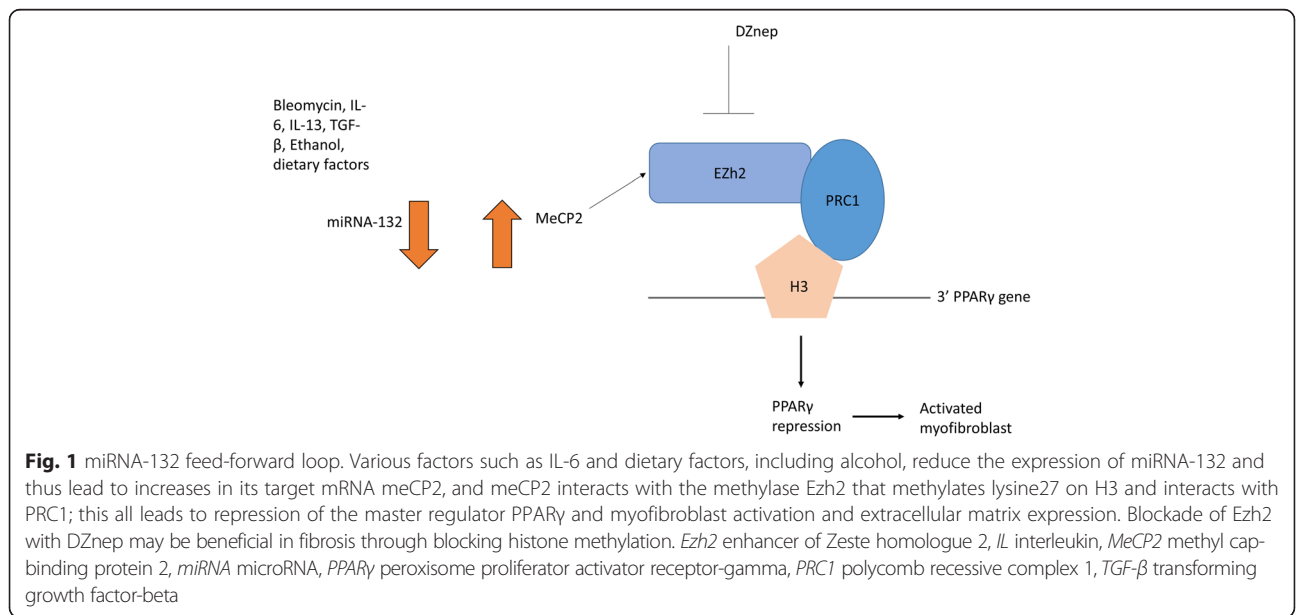 DZnep
Bleomycin, IL-
6, IL-13, TGF-
β, Ethanol,
dietary factors
EZh2
PRC1
miRNA-132
MeCP2
H3
3' PPARγ gene
PPARγ
repression
Activated
myofibroblast
Fig. 1 miRNA-132 feed-forward loop. Various factors such as IL-6 and dietary factors, including alcohol, reduce the expression of miRNA-132 and
thus lead to increases in its target mRNA meCP2, and meCP2 interacts with the methylase Ezh2 that methylates lysine27 on H3 and interacts with
PRC1; this all leads to repression of the master regulator PPARγ and myofibroblast activation and extracellular matrix expression. Blockade of Ezh2
with DZnep may be beneficial in fibrosis through blocking histone methylation. Ezh2 enhancer of Zeste homologue 2, IL interleukin, MeCP2 methyl cap-
binding protein 2, miRNA microRNA, PPARγ peroxisome proliferator activator receptor-gamma, PRC1 polycomb recessive complex 1, TGF-β transforming
growth factor-beta